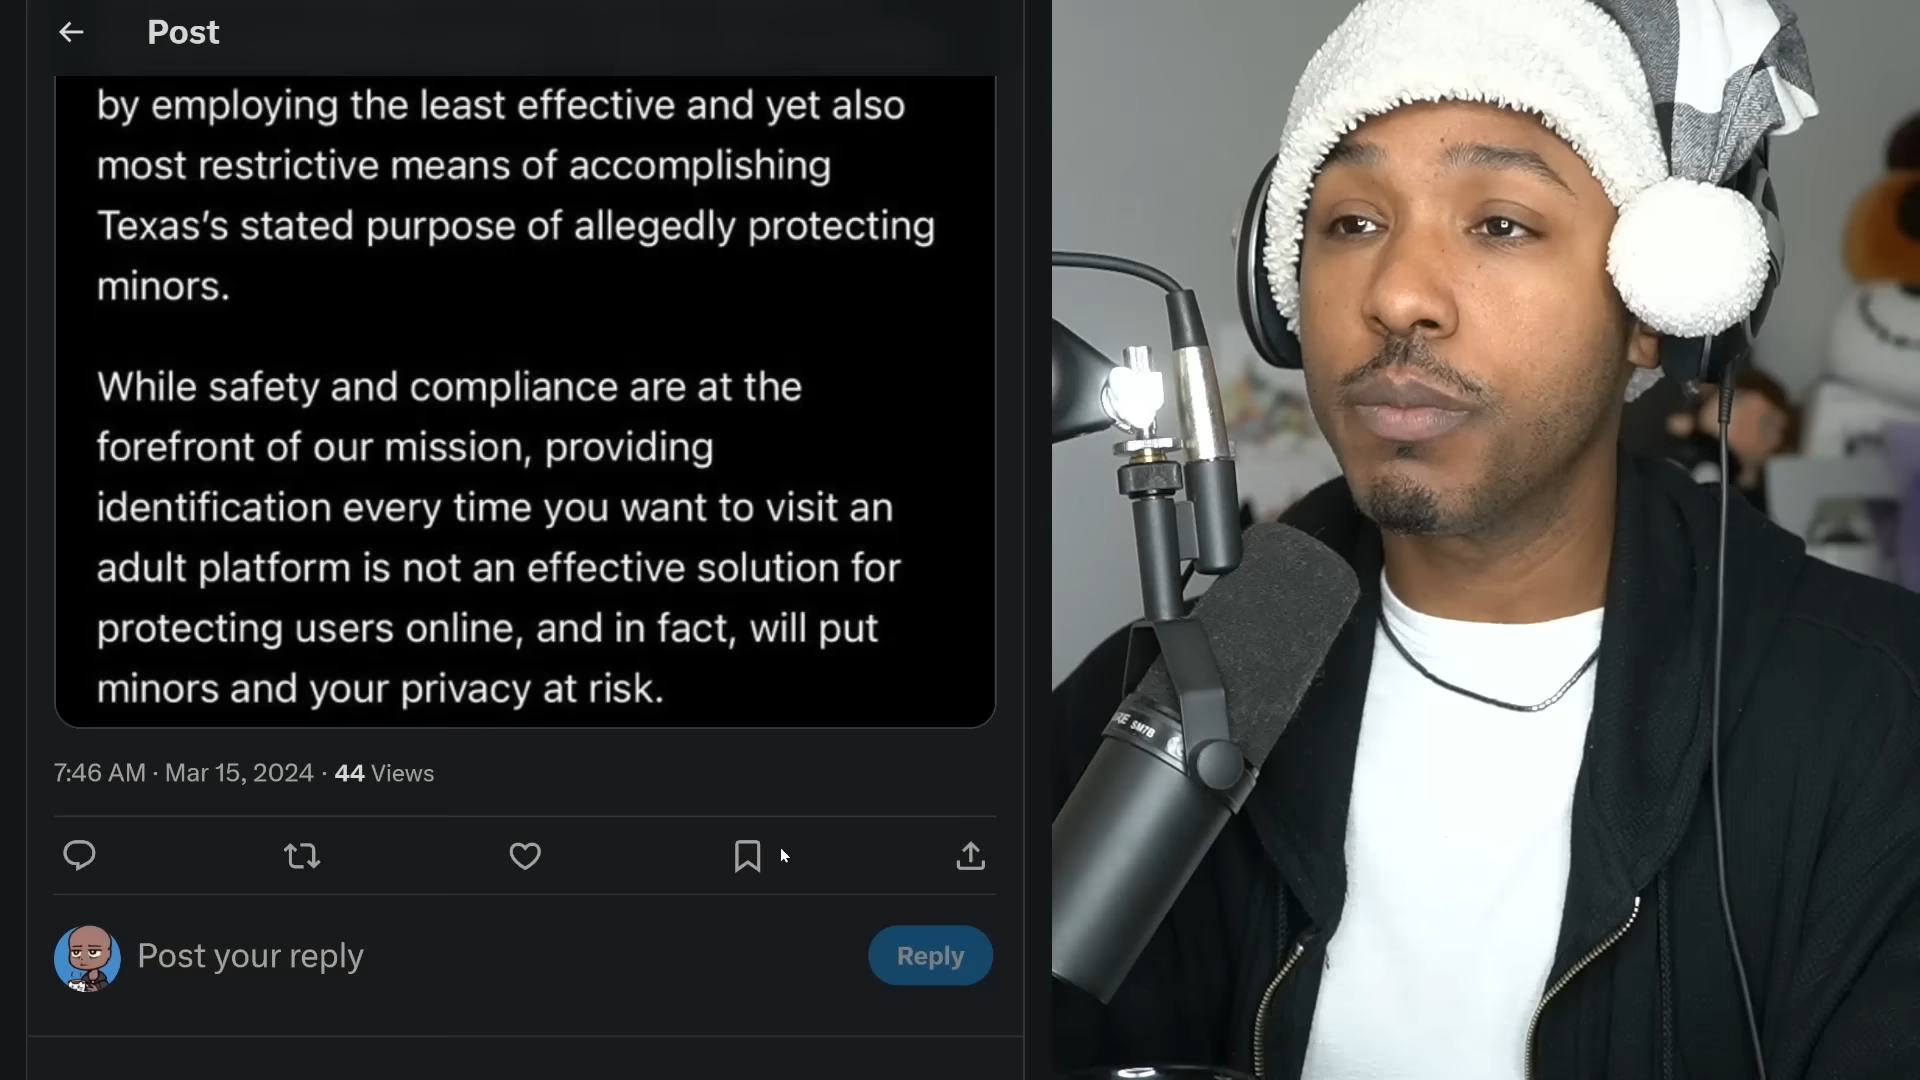 Post
by employing the least effective and yet also
most restrictive means of accomplishing
Texas’s stated purpose of allegedly protecting
minors.
While safety and compliance are at the
forefront of our mission, providing
identification every time you want to visit an
adult platform is not an effective solution for
protecting users online, and in fact, will put
minors and your privacy at risk.
7:46 AM · Mar 15, 2024 · 44 Views
Post your reply
Reply
SM7B